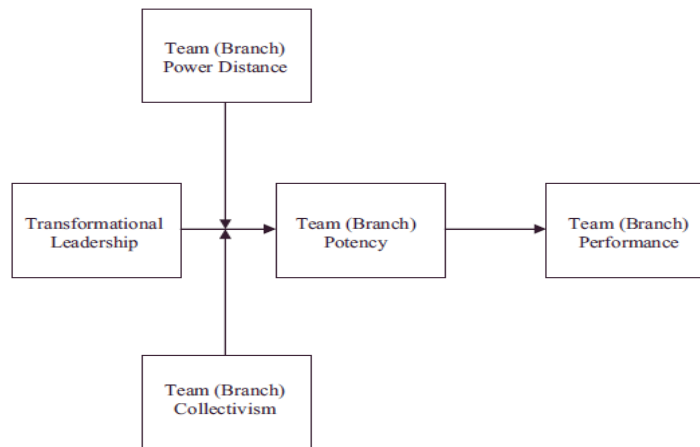 Team (Branch)
Power Distance
Transformational
Leadership
Team (Branch)
Potency
Team (Branch)
Performance
Team (Branch)
Collectivism